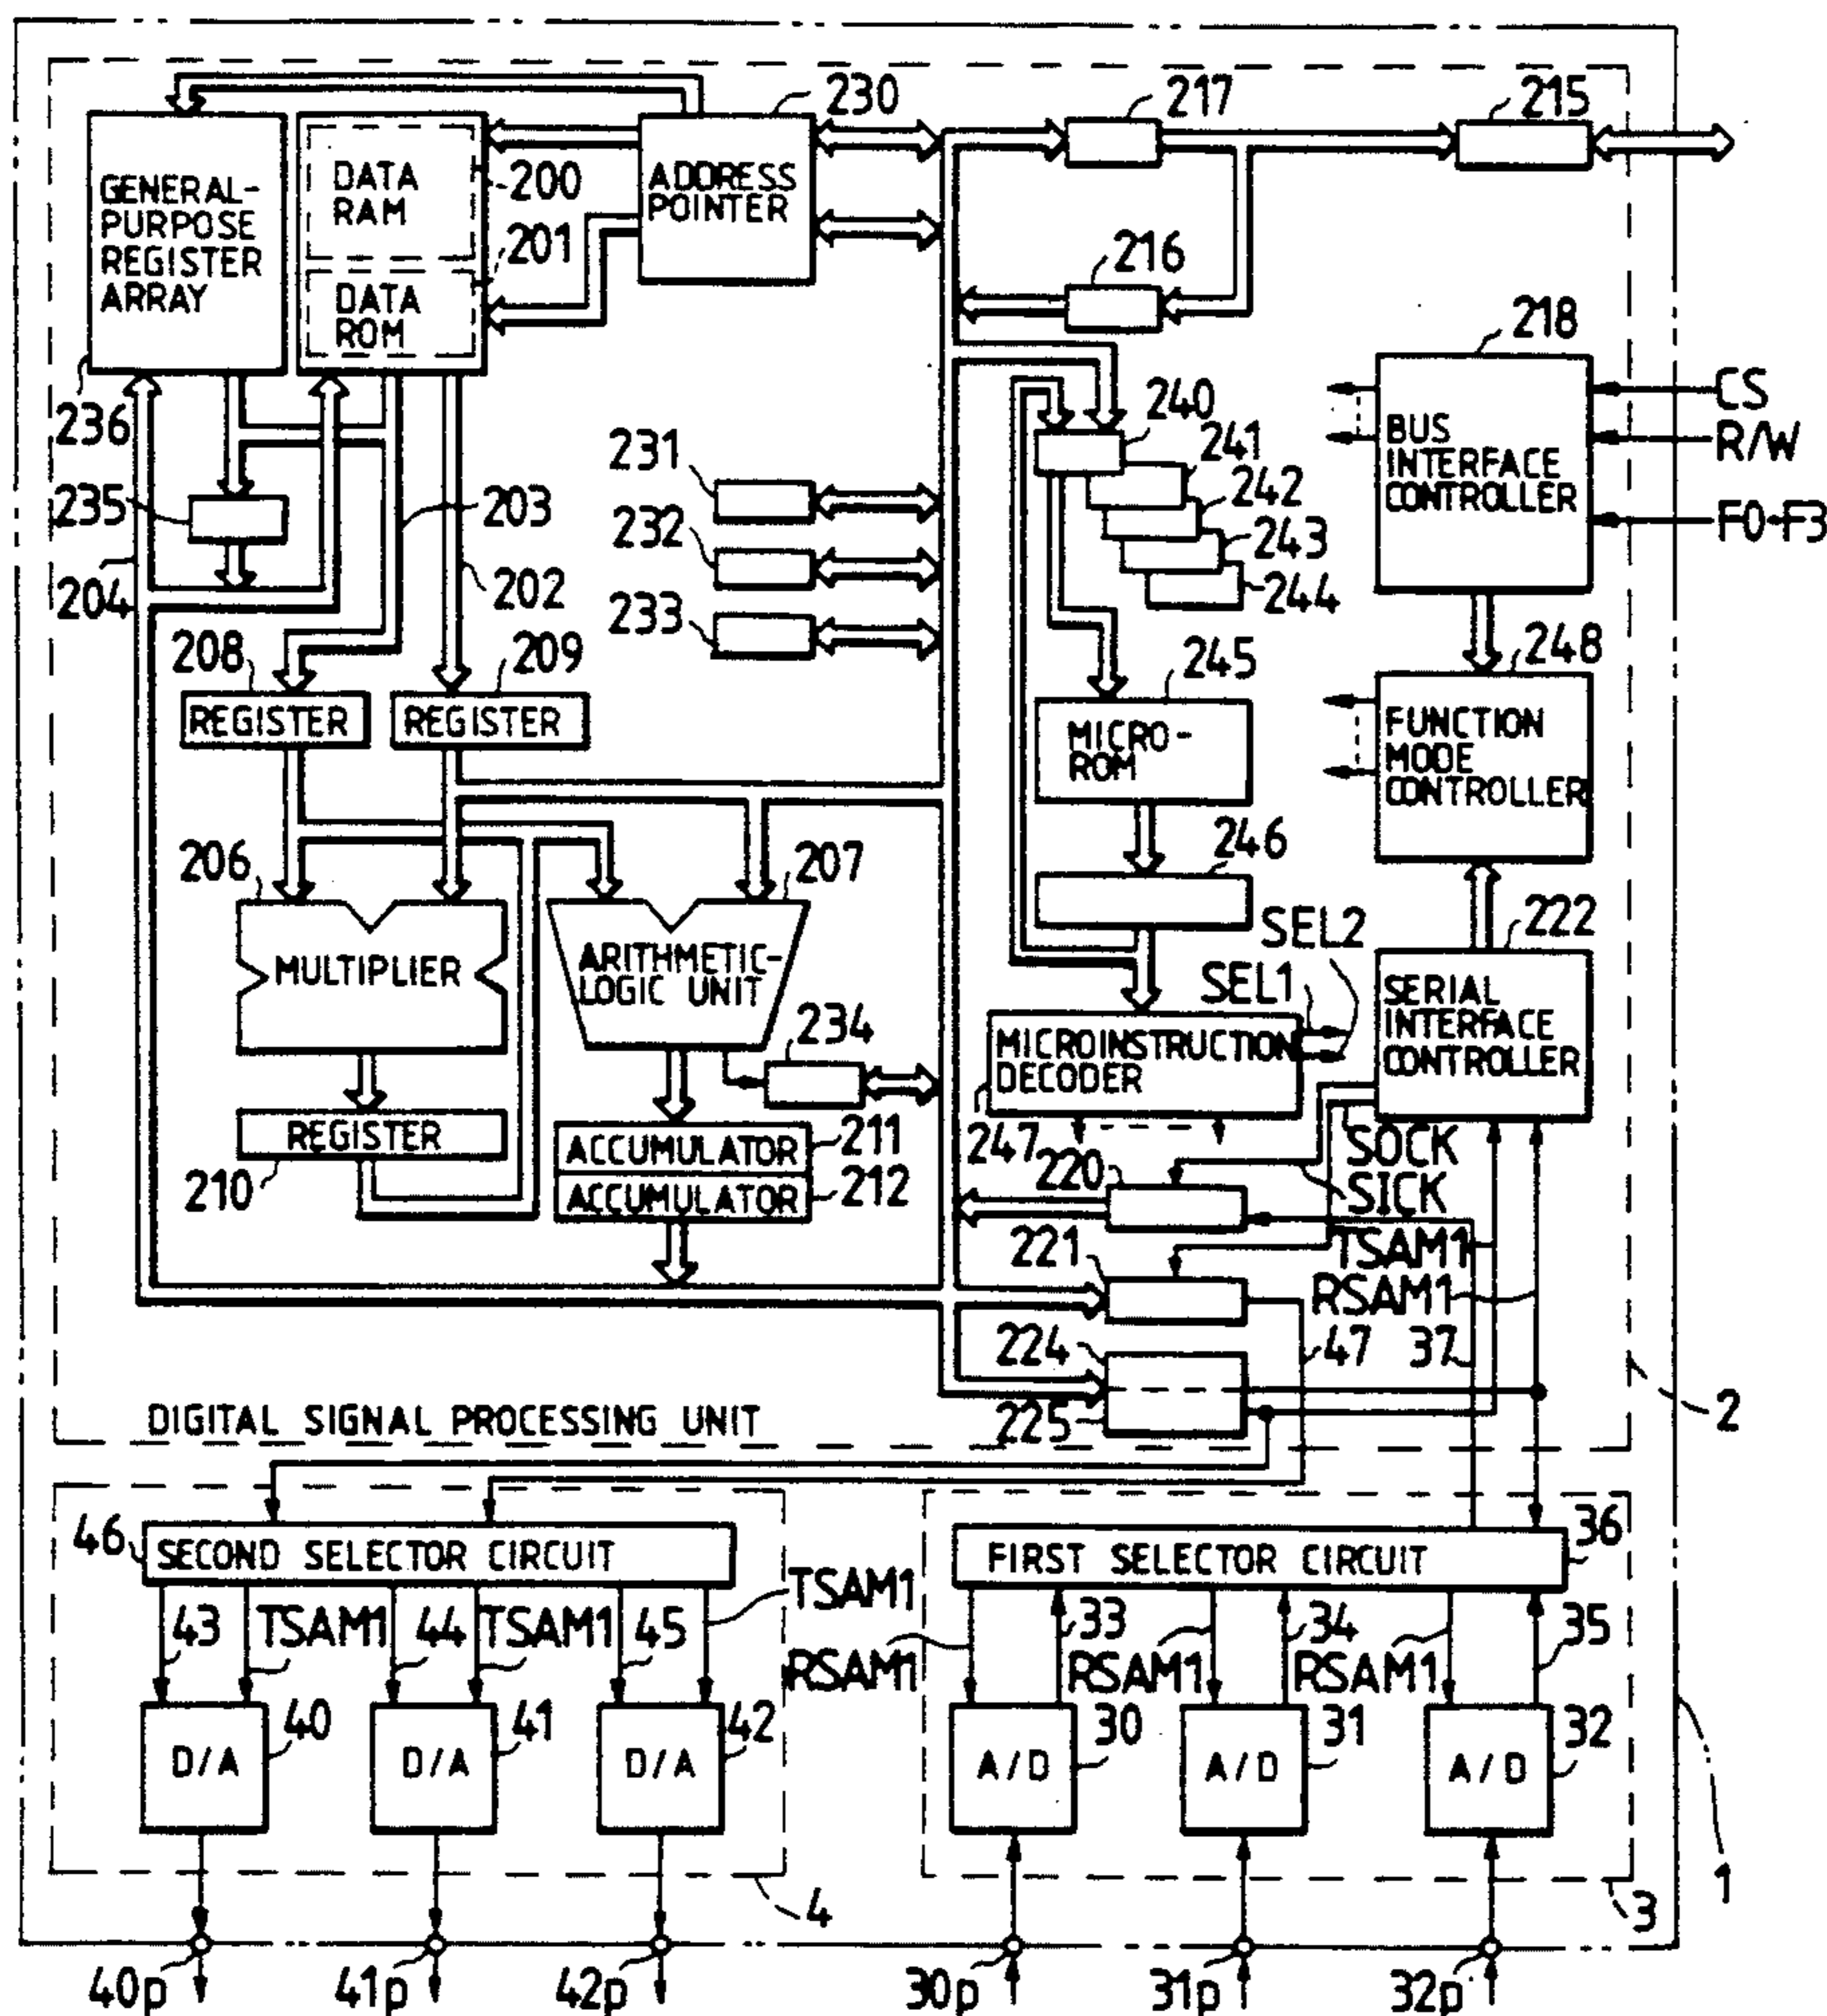 230
217
215
GENERAL-
PURPOSE
REGISTER
ARRAY
DATA
RAM
200
ADDRESS
POINTER
201
DATA
ROM
216
218
236
240
BUS
INTERFACE
CONTROLLER
CS
R/W
F0-F3
231
241
242
235
203
232
243
204
202
233
244
208
209
245
248
REGISTER
REGISTER
MICRO-
ROM
FUNCTION
MODE
CONTROLLER
206
207
246
222
MULTIPLIER
ARITHMETIC-
LOGIC UNIT
SEL2
SEL1
SERIAL
INTERFACE
CONTROLLER
234
MICROINSTRUCTION
DECODER
REGISTER
ACCUMULATOR
211
247
SOCK
210
ACCUMULATOR
212
220
SICK
221
TSAM1
RSAM1
224
47
37
225
2
DIGITAL SIGNAL PROCESSING UNIT
46
SECOND SELECTOR CIRCUIT
FIRST SELECTOR CIRCUIT
36
TSAM1
43
TSAM1
44
TSAM1
45
33
34
35
RSAM1
RSAM1
RSAM1
40
41
42
30
31
32
D/A
D/A
D/A
A/D
A/D
A/D
4
3
1
40p
41p
42p
30p
31p
32p